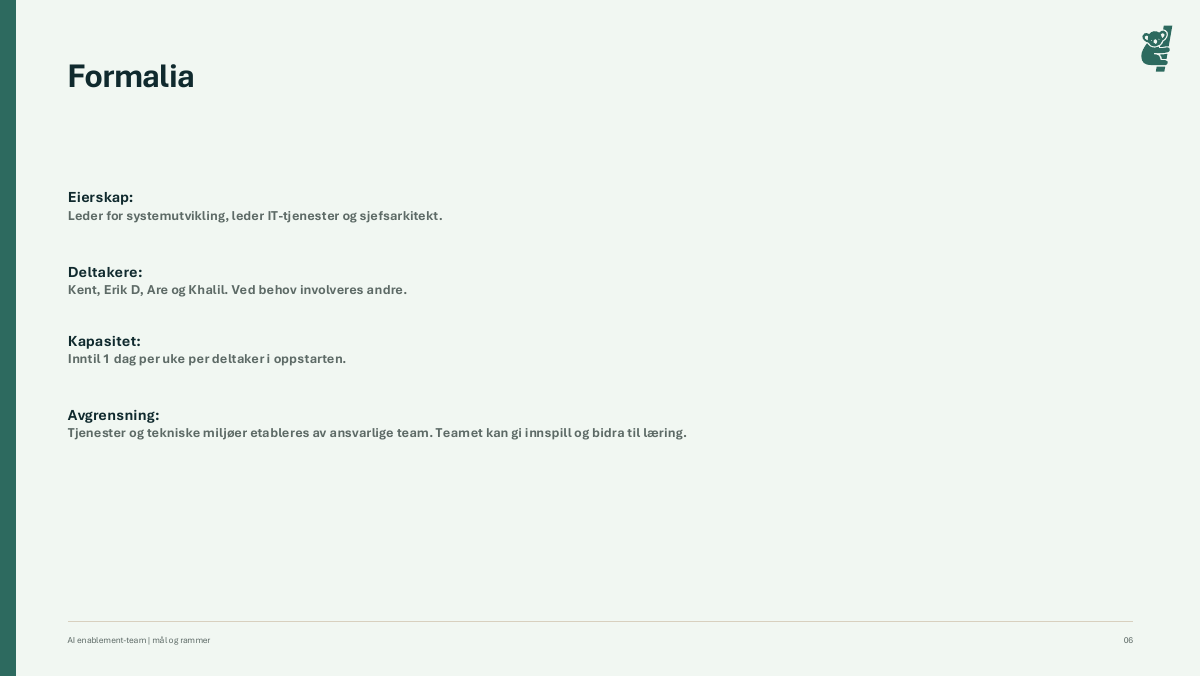 Formalia
Eierskap:
Leder for systemutvikling, leder IT-tjenester og sjefsarkitekt.
Deltakere:
Kent, Erik D, Are og Khalil. Ved behov involveres andre.
Kapasitet:
Inntil 1 dag per uke per deltaker i oppstarten.
Avgrensning:
Tjenester og tekniske miljøer etableres av ansvarlige team. Teamet kan gi innspill og bidra til læring.
AI enablement-team | mål og rammer
06